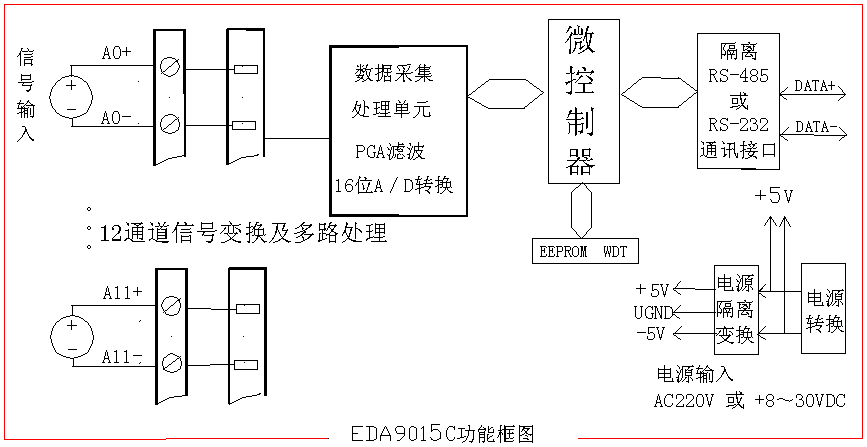 信号输入
A0+
A0-
数据采集
处理单元
PGA滤波
16位A/D转换
微控制器
隔离
RS-485
或
RS-232
通讯接口
DATA+
DATA-
EEPROM WDT
12通道信号变换及多路处理
A11+
A11-
+5V
+5V
UGND
-5V
电源
隔离
变换
电源
转换
电源输入
AC220V 或 +8～30VDC
EDA9015C功能框图